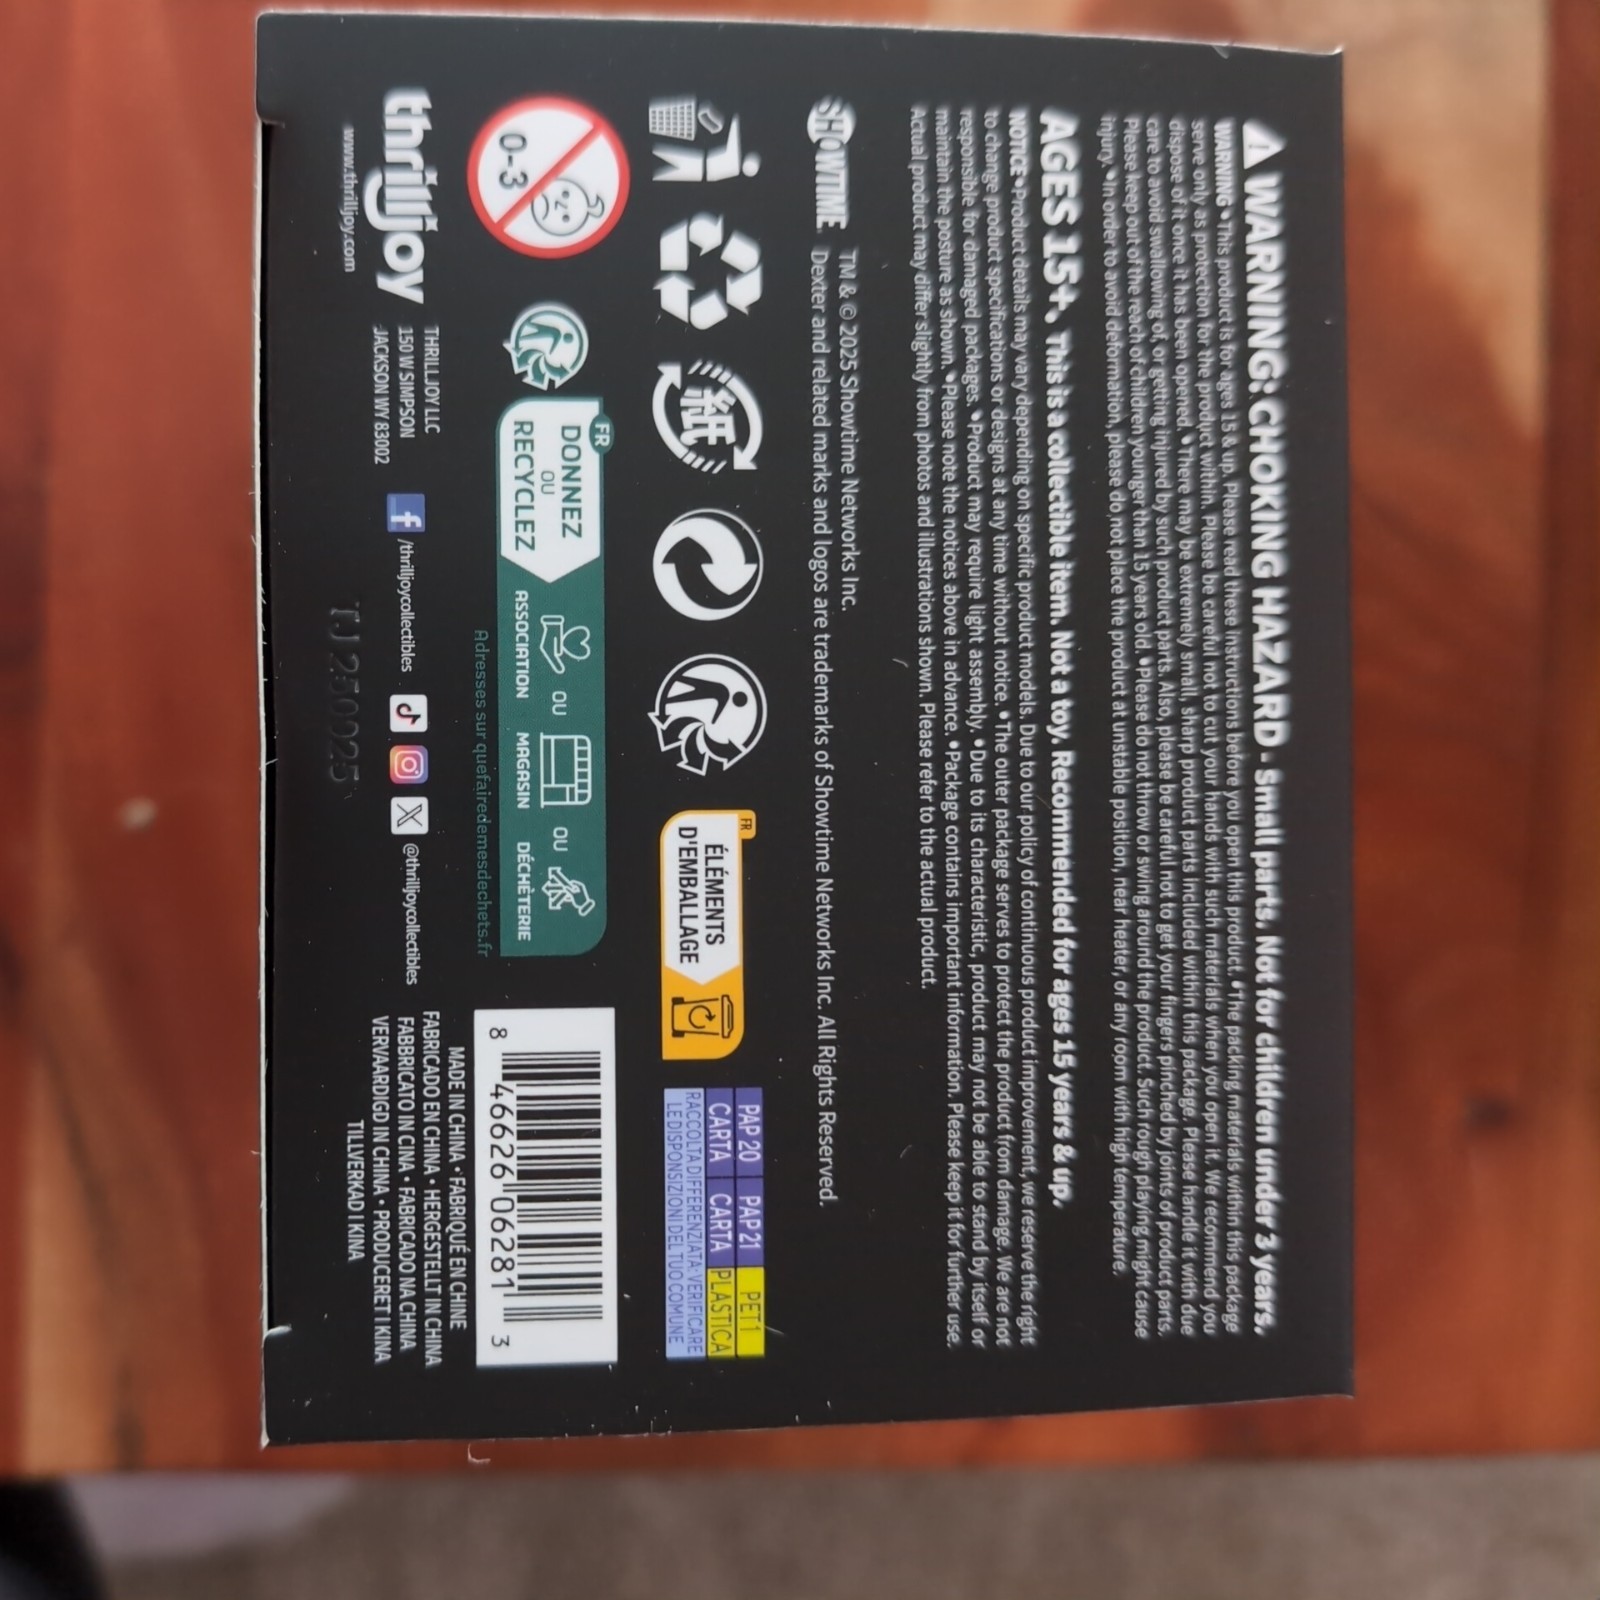 WARNING: CHOKING HAZARD - Small parts. Not for children under 3 years.
WARNING •This product is for ages 15 & up. Please read these instructions before you open this product. •The packing materials within this package
serve only as protection for the product within. Please be careful not to cut your hands with such materials when you open it. We recommend you
dispose of it once it has been opened. •There may be extremely small, sharp product parts included within this package. Please handle it with due
care to avoid swallowing of, or getting injured by such product parts. Also, please be careful not to get your fingers pinched by joints of product parts.
Please keep out of the reach of children younger than 15 years old. •Please do not throw or swing around the product. Such rough playing might cause
injury. •In order to avoid deformation, please do not place the product at unstable position, near heater, or any room with high temperature.
AGES 15+. This is a collectible item. Not a toy. Recommended for ages 15 years & up.
NOTICE •Product details may vary depending on specific product models. Due to our policy of continuous product improvement, we reserve the right
to change product specifications or designs at any time without notice. •The outer package serves to protect the product from damage. We are not
responsible for damaged packages. •Product may require light assembly. •Due to its characteristic, product may not be able to stand by itself or
maintain the posture as shown. •Please note the notices above in advance. •Package contains important information. Please keep it for further use.
Actual product may differ slightly from photos and illustrations shown. Please refer to the actual product.
SHOWTIME
TM & © 2025 Showtime Networks Inc.
Dexter and related marks and logos are trademarks of Showtime Networks Inc. All Rights Reserved.
紙
FR
ÉLÉMENTS
D'EMBALLAGE
PAP 20 PAP 21 PET 1
CARTA CARTA PLASTICA
RACCOLTA DIFFERENZIATA: VERIFICARE
LE DISPONSIZIONI DEL TUO COMUNE
0-3
FR
DONNEZ
OU
RECYCLEZ
ASSOCIATION
OU
MAGASIN
OU
DÉCHÈTERIE
Adresses sur quefairedemesdechets.fr
8 46626 06281 3
thrilljoy
www.thrilljoy.com
THRILLJOY LLC
150 W SIMPSON
JACKSON WY 83002
f /thrilljoycollectibles
X @thrilljoycollectibles
MADE IN CHINA • FABRIQUÉ EN CHINE
FABRICADO EN CHINA • HERGESTELLT IN CHINA
FABBRICATO IN CINA • FABRICADO NA CHINA
VERVAARDIGD IN CHINA • PRODUCERET I KINA
TILLVERKAD I KINA
TJ 250025